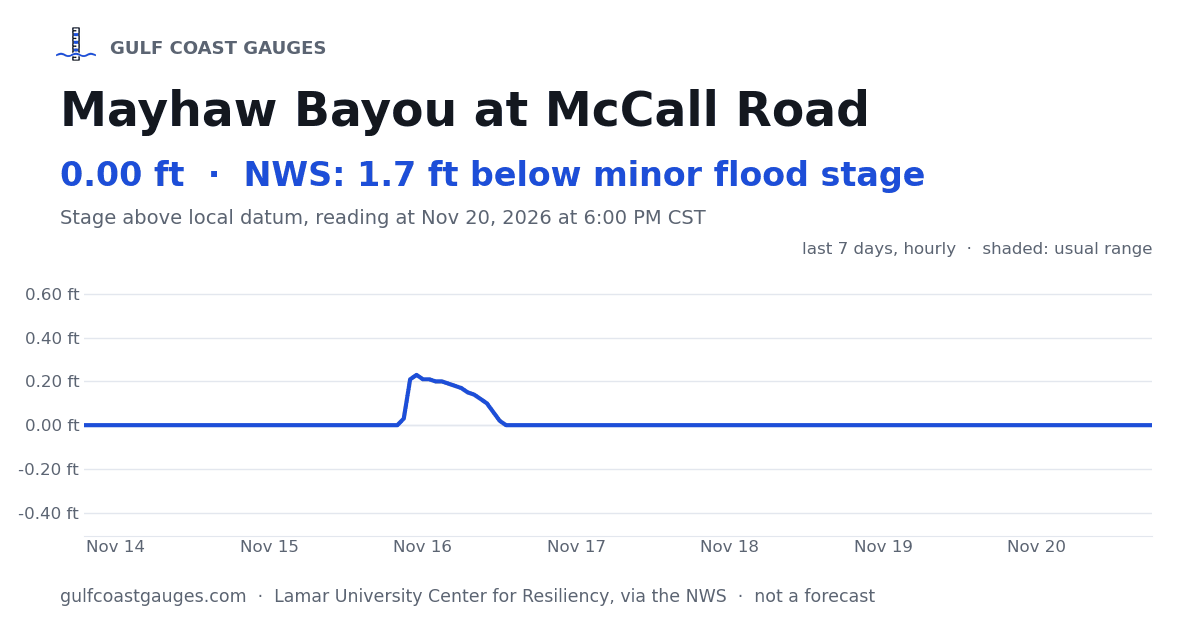 GULF COAST GAUGES
Mayhaw Bayou at McCall Road
0.00 ft · NWS: 1.7 ft below minor flood stage
Stage above local datum, reading at Nov 20, 2026 at 6:00 PM CST
last 7 days, hourly · shaded: usual range
0.60 ft
0.40 ft
0.20 ft
0.00 ft
-0.20 ft
-0.40 ft
Nov 14 Nov 15 Nov 16 Nov 17 Nov 18 Nov 19 Nov 20
gulfcoastgauges.com · Lamar University Center for Resiliency, via the NWS · not a forecast